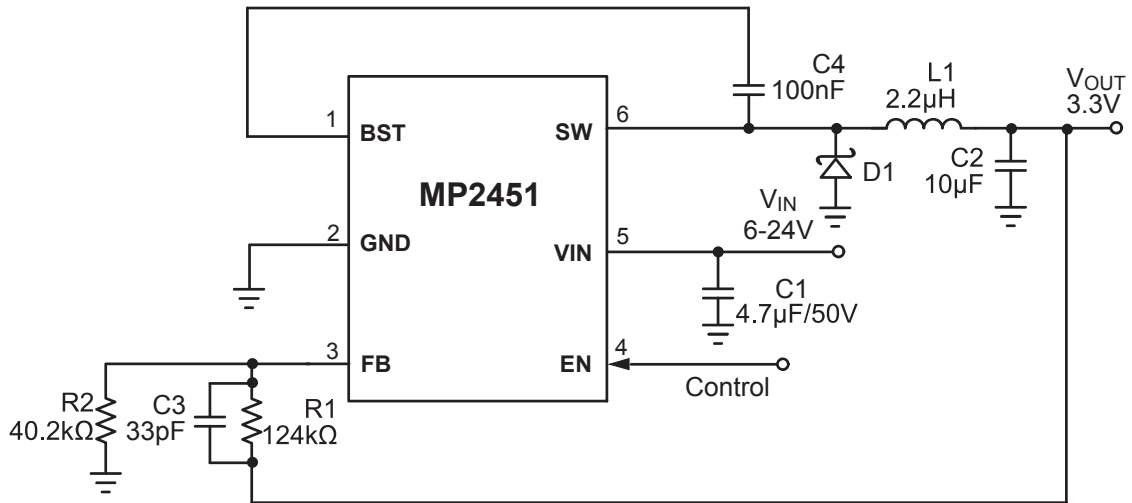 C4
100nF
L1
2.2µH
VOUT
3.3V
1
BST
SW
6
C2
10µF
D1
MP2451
VIN
6-24V
2
GND
VIN
5
C1
4.7µF/50V
3
FB
EN
4
Control
R2
40.2kΩ
C3
33pF
R1
124kΩ